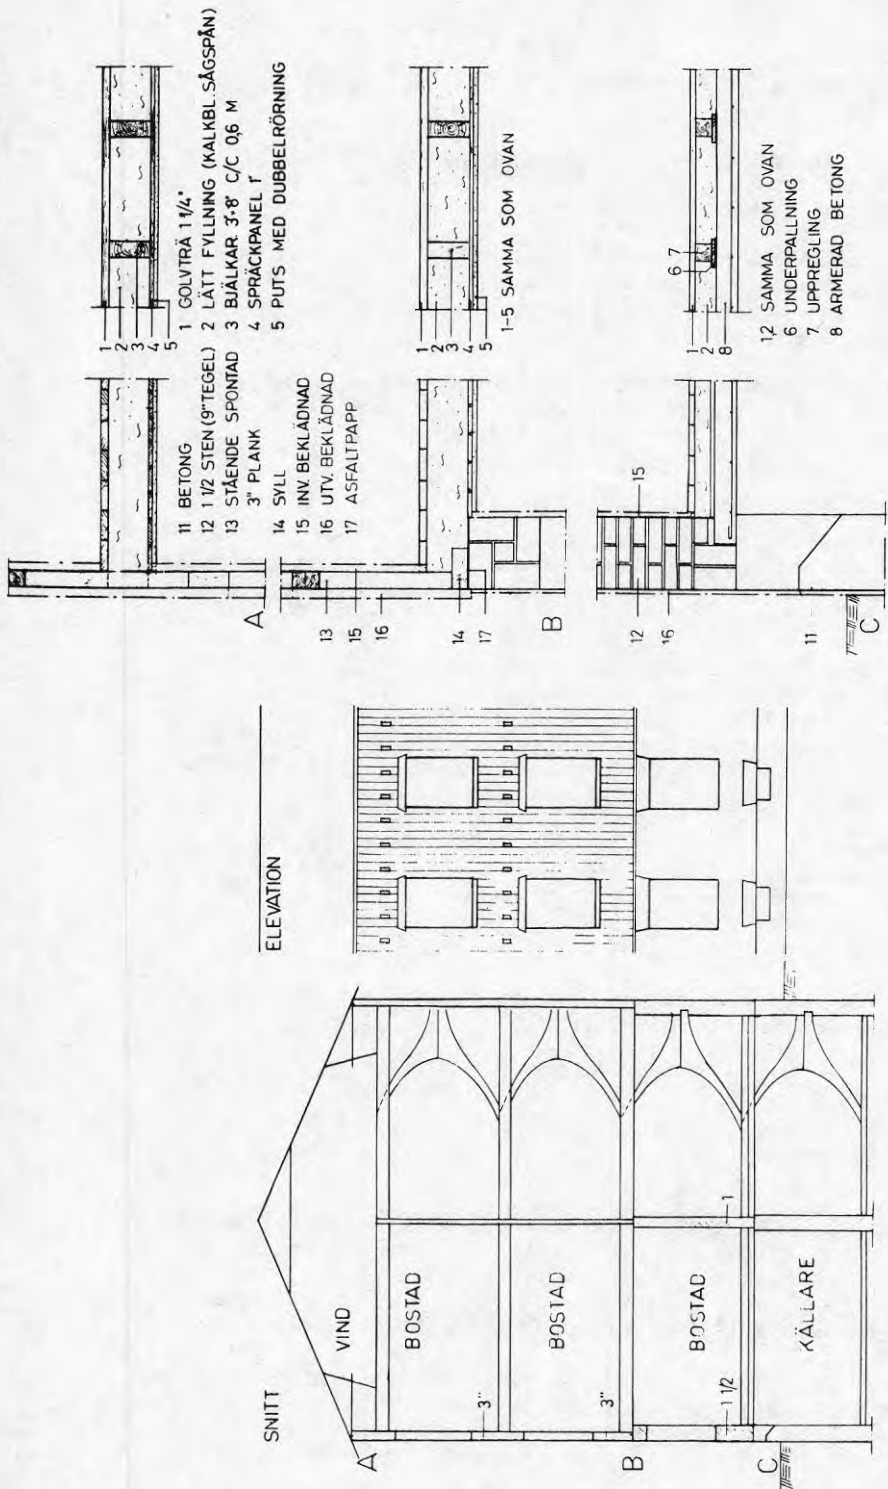 SNITT
VIND
BOSTAD
BOSTAD
BOSTAD
KÄLLARE
3"
3"
1 1/2
1
A
B
C
ELEVATION
A
B
C
13
15
16
14
17
12
16
15
11
11 BETONG
12 1 1/2 STEN (9" TEGEL)
13 STÅENDE SPONTAD
3" PLANK
14 SYLL
15 INV. BEKLÄDNAD
16 UTV. BEKLÄDNAD
17 ASFALTPAPP
1
2
3
4
5
1 GOLVTRÄ 1 1/4"
2 LÄTT FYLLNING (KALKBL. SÅGSPÅN)
3 BJÄLKAR 3·8" C/C 0,6 M
4 SPRÄCKPANEL 1"
5 PUTS MED DUBBELRÖRNING
1
2
3
4
5
1-5 SAMMA SOM OVAN
1
2
8
6
7
1,2 SAMMA SOM OVAN
6 UNDERPALLNING
7 UPPREGLING
8 ARMERAD BETONG